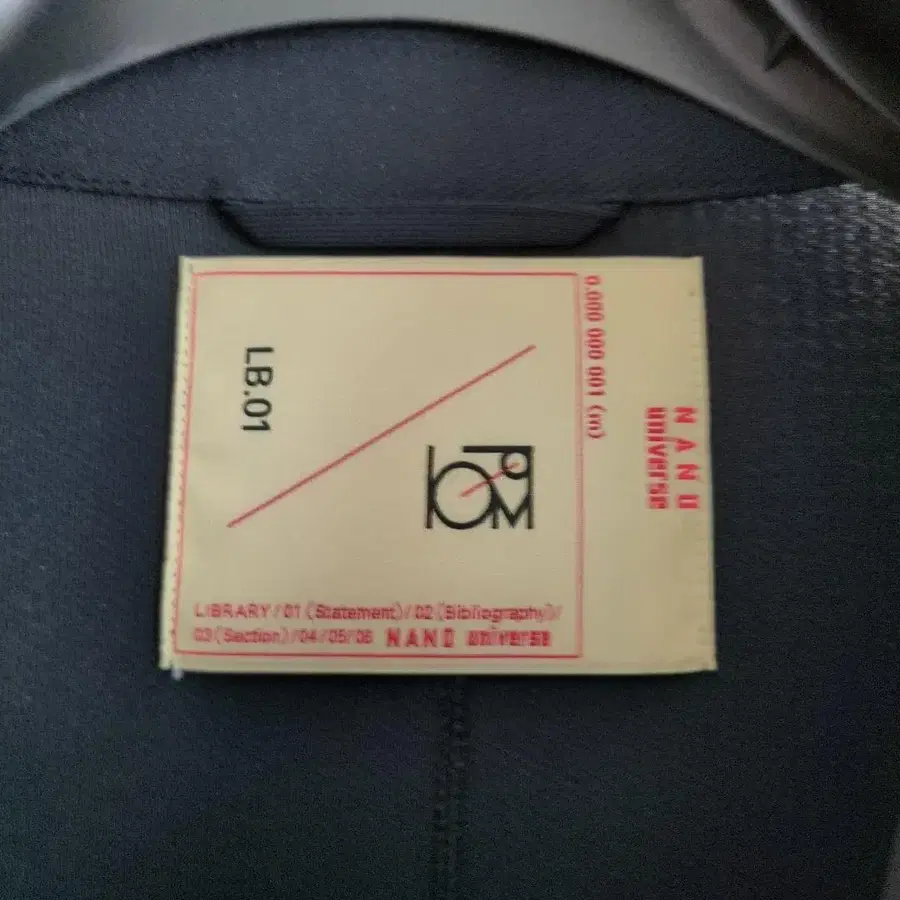 LB.01
0.000 000 001 (m)
NANO
universe
LIBRARY / 01 (Statement) / 02 (Bibliography) /
03 (Section) / 04 / 05 / 06 NANO universe